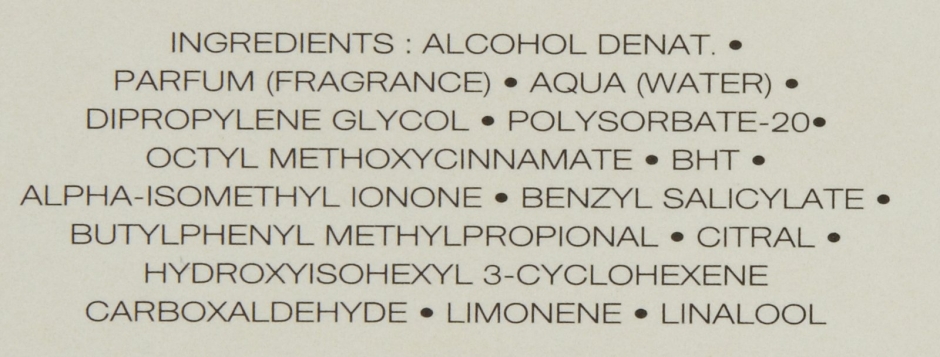 INGREDIENTS : ALCOHOL DENAT. •
PARFUM (FRAGRANCE) • AQUA (WATER) •
DIPROPYLENE GLYCOL • POLYSORBATE-20•
OCTYL METHOXYCINNAMATE • BHT •
ALPHA-ISOMETHYL IONONE • BENZYL SALICYLATE •
BUTYLPHENYL METHYLPROPIONAL • CITRAL •
HYDROXYISOHEXYL 3-CYCLOHEXENE
CARBOXALDEHYDE • LIMONENE • LINALOOL